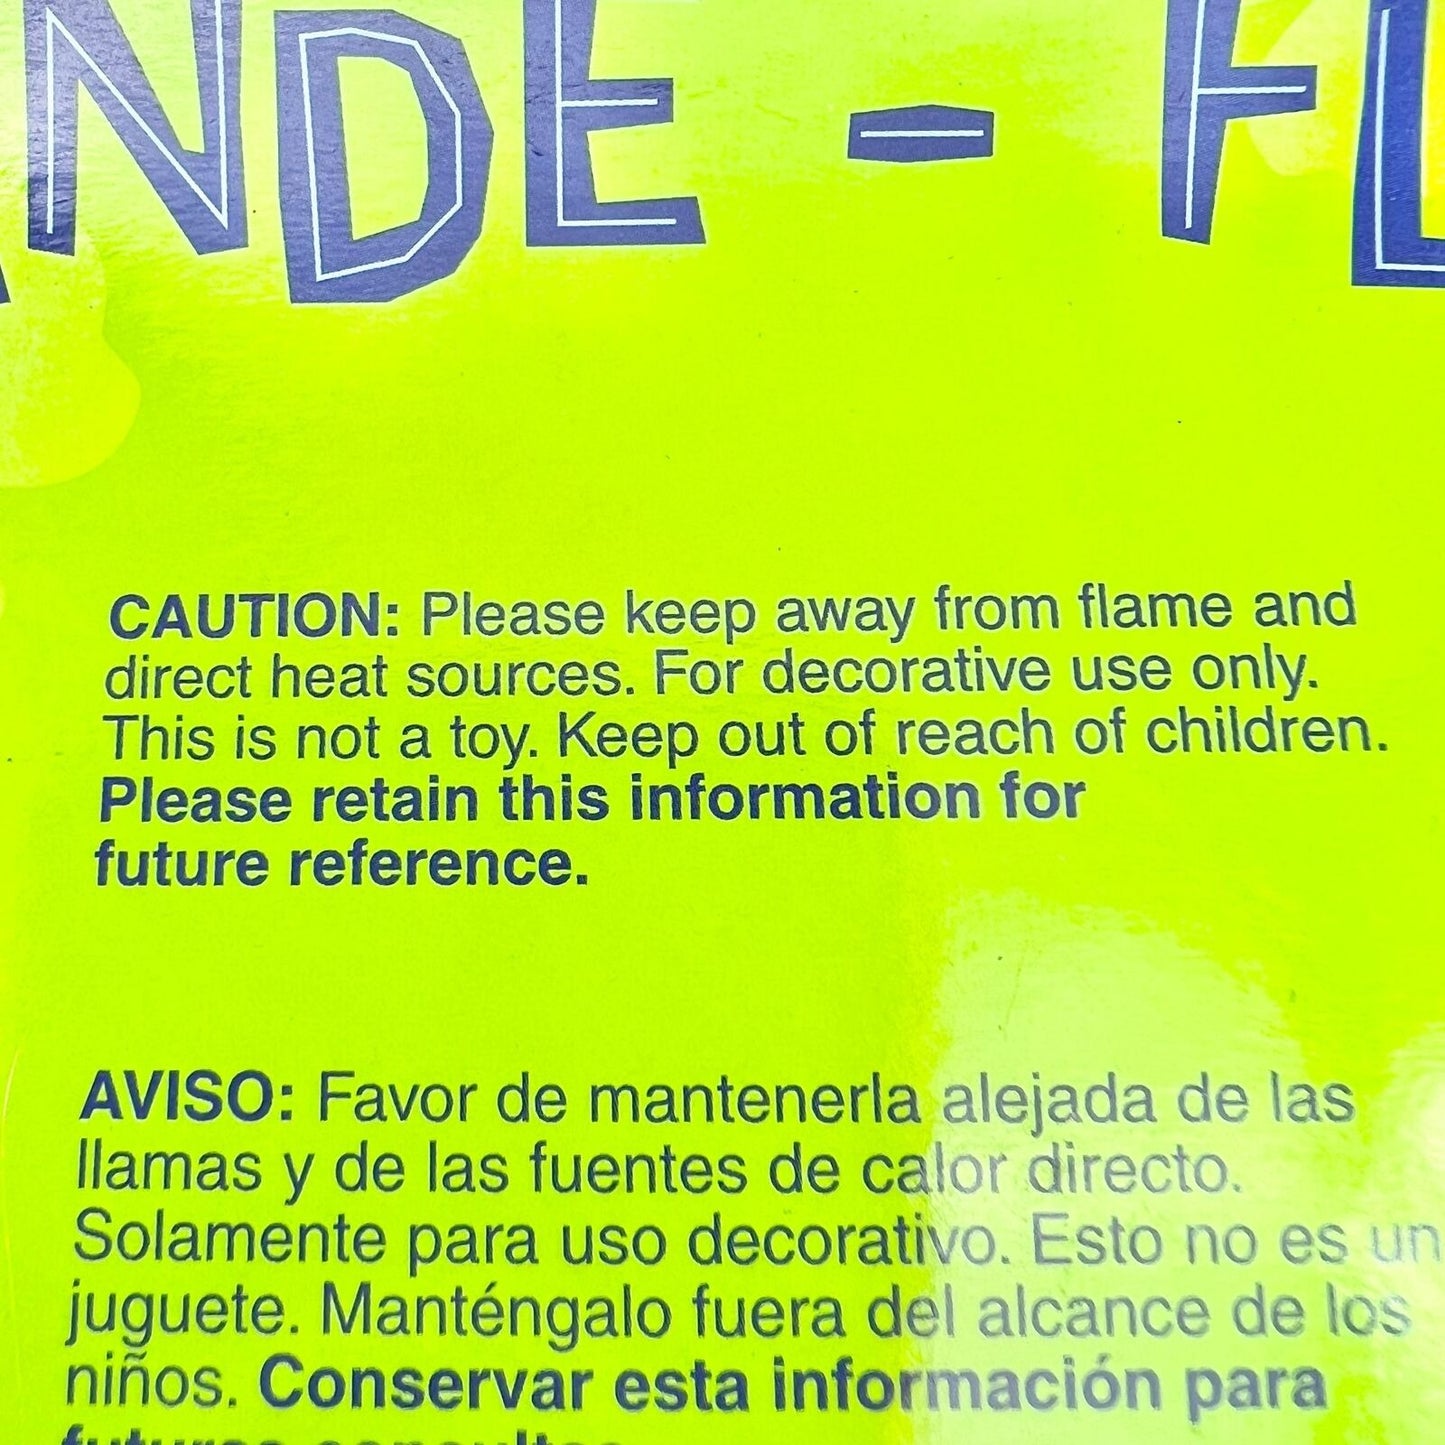 NDE - FL
CAUTION: Please keep away from flame and
direct heat sources. For decorative use only.
This is not a toy. Keep out of reach of children.
Please retain this information for
future reference.
AVISO: Favor de mantenerla alejada de las
llamas y de las fuentes de calor directo.
Solamente para uso decorativo. Esto no es un
juguete. Manténgalo fuera del alcance de los
niños. Conservar esta información para